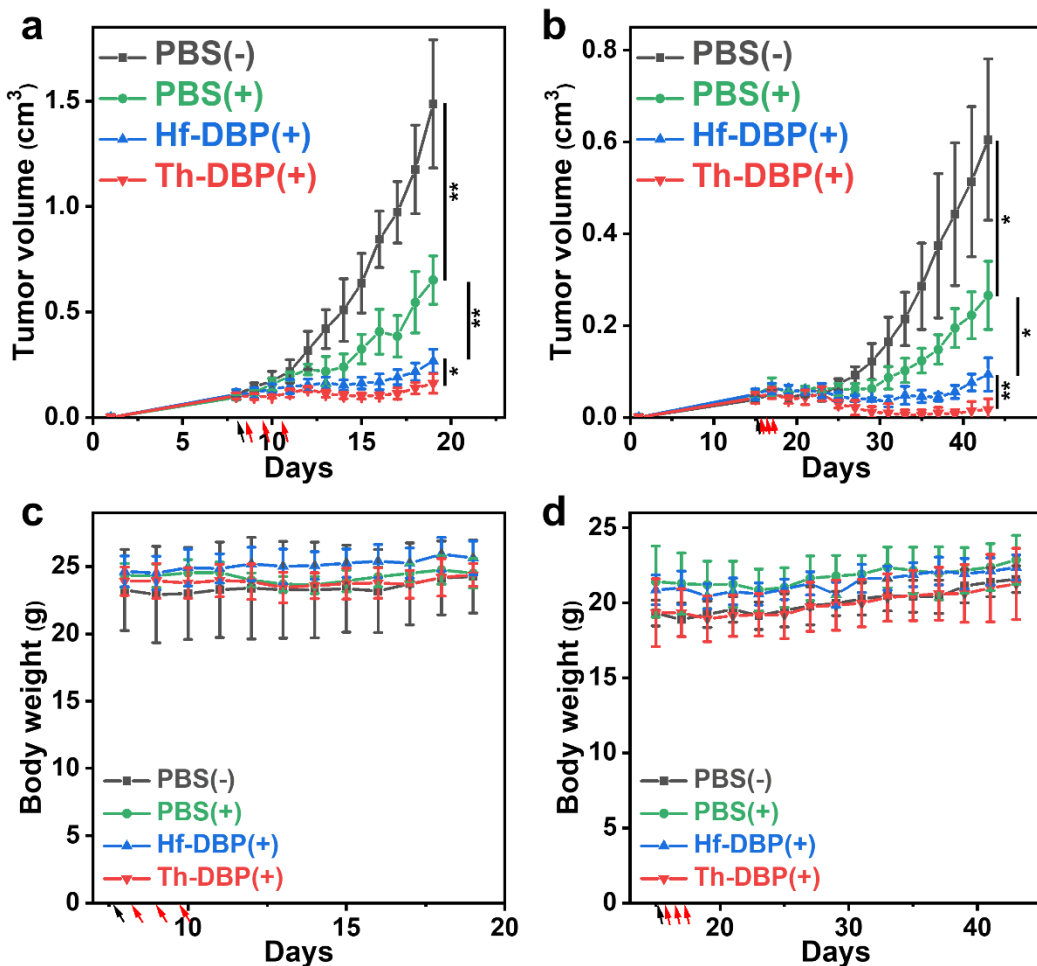 a
PBS(-)
PBS(+)
Hf-DBP(+)
Th-DBP(+)
Tumor volume (cm³)
1.5
1.0
0.5
0.0
**
**
*
0
5
10
15
20
Days
b
PBS(-)
PBS(+)
Hf-DBP(+)
Th-DBP(+)
Tumor volume (cm³)
0.8
0.6
0.4
0.2
0.0
*
*
**
0
10
20
30
40
Days
c
Body weight (g)
25
20
15
10
5
0
PBS(-)
PBS(+)
Hf-DBP(+)
Th-DBP(+)
10
15
20
Days
d
Body weight (g)
25
20
15
10
5
0
PBS(-)
PBS(+)
Hf-DBP(+)
Th-DBP(+)
20
30
40
Days